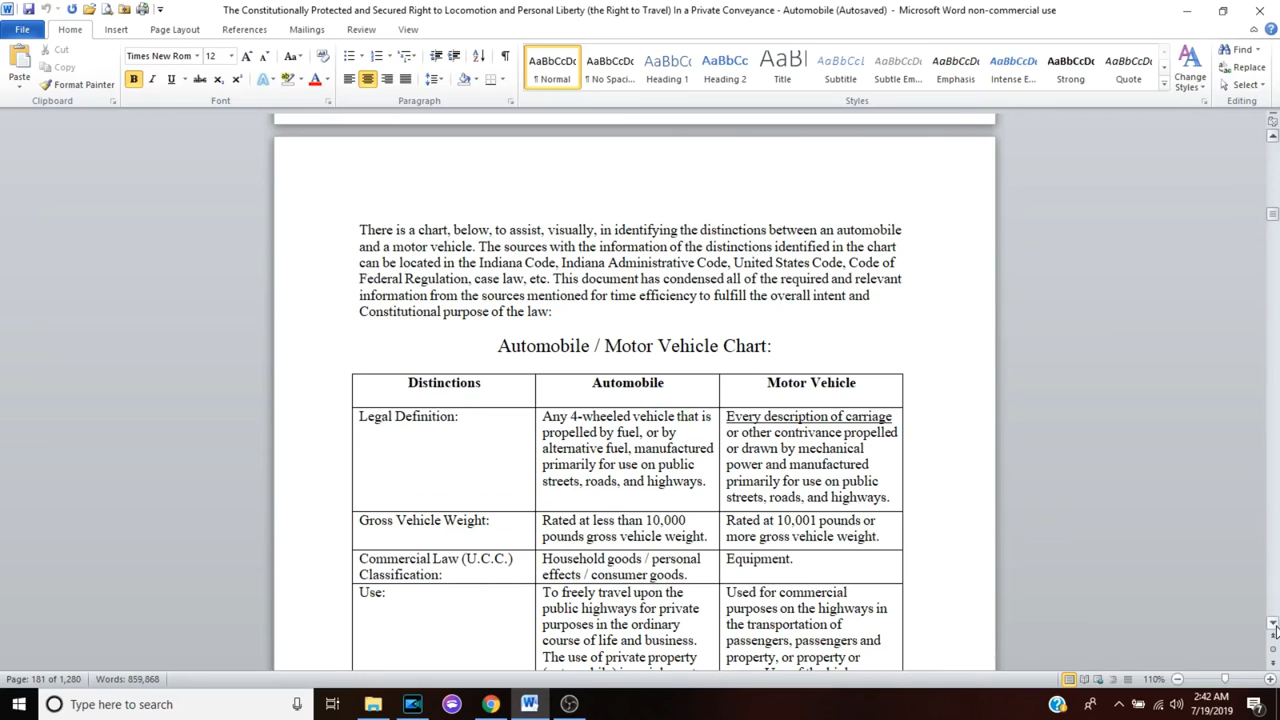 The Constitutionally Protected and Secured Right to Locomotion and Personal Liberty (the Right to Travel) In a Private Conveyance - Automobile (Autosaved) - Microsoft Word non-commercial use
File Home Insert Page Layout References Mailings Review View
Cut
Copy
Format Painter
Paste
Clipboard
Times New Rom 12
Font
Paragraph
AaBbCcDc AaBbCcDc AaBbC AaBbCc AaB AaBbCcL AaBbCcDa AaBbCcDc AaBbCcDa AaBbCcDc AaBbCcDc
¶ Normal ¶ No Spaci... Heading 1 Heading 2 Title Subtitle Subtle Em... Emphasis Intense E... Strong Quote
Styles
Change
Styles
Find
Replace
Select
Editing
There is a chart, below, to assist, visually, in identifying the distinctions between an automobile
and a motor vehicle. The sources with the information of the distinctions identified in the chart
can be located in the Indiana Code, Indiana Administrative Code, United States Code, Code of
Federal Regulation, case law, etc. This document has condensed all of the required and relevant
information from the sources mentioned for time efficiency to fulfill the overall intent and
Constitutional purpose of the law:
Automobile / Motor Vehicle Chart:
Distinctions Automobile Motor Vehicle
Legal Definition:
Any 4-wheeled vehicle that is
propelled by fuel, or by
alternative fuel, manufactured
primarily for use on public
streets, roads, and highways.
Every description of carriage
or other contrivance propelled
or drawn by mechanical
power and manufactured
primarily for use on public
streets, roads, and highways.
Gross Vehicle Weight:
Rated at less than 10,000
pounds gross vehicle weight.
Rated at 10,001 pounds or
more gross vehicle weight.
Commercial Law (U.C.C.)
Classification:
Household goods / personal
effects / consumer goods.
Equipment.
Use:
To freely travel upon the
public highways for private
purposes in the ordinary
course of life and business.
The use of private property
Used for commercial
purposes on the highways in
the transportation of
passengers, passengers and
property, or property or
Page: 181 of 1,280 Words: 859,868 110%
Type here to search
2:42 AM
7/19/2019